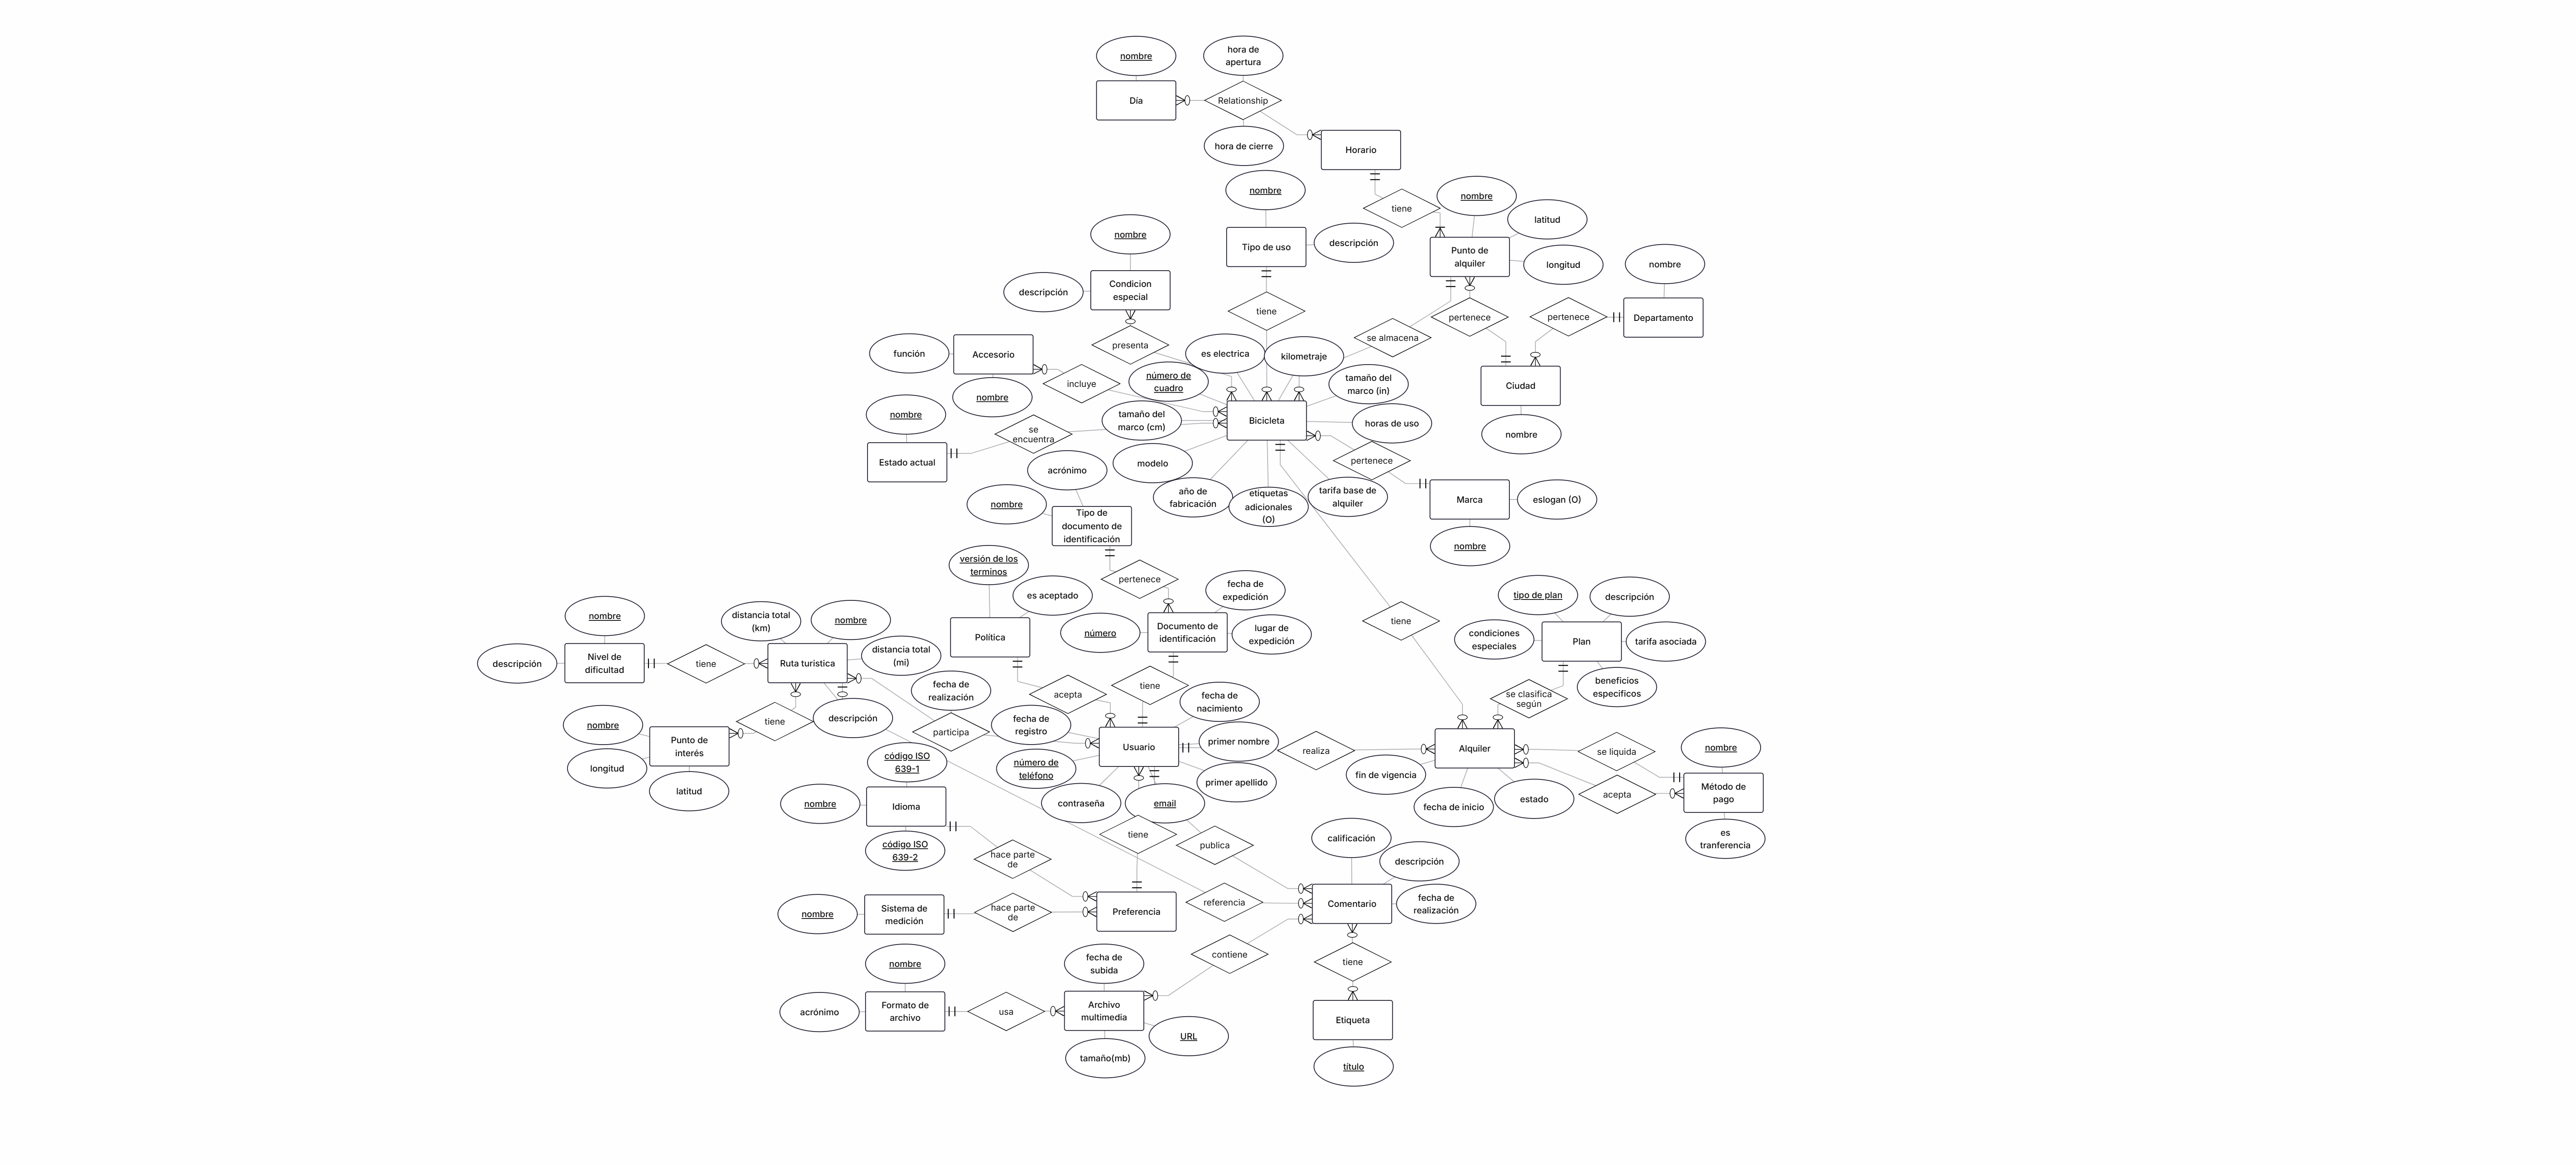 nombre
hora de
apertura
Día
Relationship
hora de cierre
Horario
nombre
tiene
nombre
latitud
Tipo de uso
descripción
Punto de
alquiler
longitud
nombre
nombre
descripción
Condicion
especial
tiene
pertenece
pertenece
Departamento
se almacena
presenta
función
Accesorio
es electrica
kilometraje
número de
cuadro
incluye
nombre
tamaño del
marco (in)
Ciudad
nombre
nombre
tamaño del
marco (cm)
Bicicleta
horas de uso
se
encuentra
Estado actual
acrónimo
modelo
pertenece
nombre
año de
fabricación
etiquetas
adicionales
(O)
tarifa base de
alquiler
Marca
eslogan (O)
nombre
Tipo de
documento de
identificación
versión de los
terminos
pertenece
es aceptado
fecha de
expedición
tipo de plan
descripción
nombre
distancia total
(km)
nombre
Política
número
Documento de
identificación
lugar de
expedición
tiene
condiciones
especiales
Plan
tarifa asociada
descripción
Nivel de
dificultad
tiene
Ruta turistica
distancia total
(mi)
fecha de
realización
acepta
tiene
fecha de
nacimiento
se clasifica
según
beneficios
especificos
nombre
tiene
descripción
participa
fecha de
registro
Usuario
primer nombre
realiza
Alquiler
se liquida
nombre
Punto de
interés
longitud
latitud
código ISO
639-1
número de
teléfono
primer apellido
fin de vigencia
acepta
Método de
pago
nombre
Idioma
contraseña
email
fecha de inicio
estado
es
tranferencia
código ISO
639-2
hace parte
de
tiene
publica
calificación
descripción
nombre
Sistema de
medición
hace parte
de
Preferencia
referencia
Comentario
fecha de
realización
nombre
fecha de
subida
contiene
tiene
acrónimo
Formato de
archivo
usa
Archivo
multimedia
URL
tamaño(mb)
Etiqueta
título